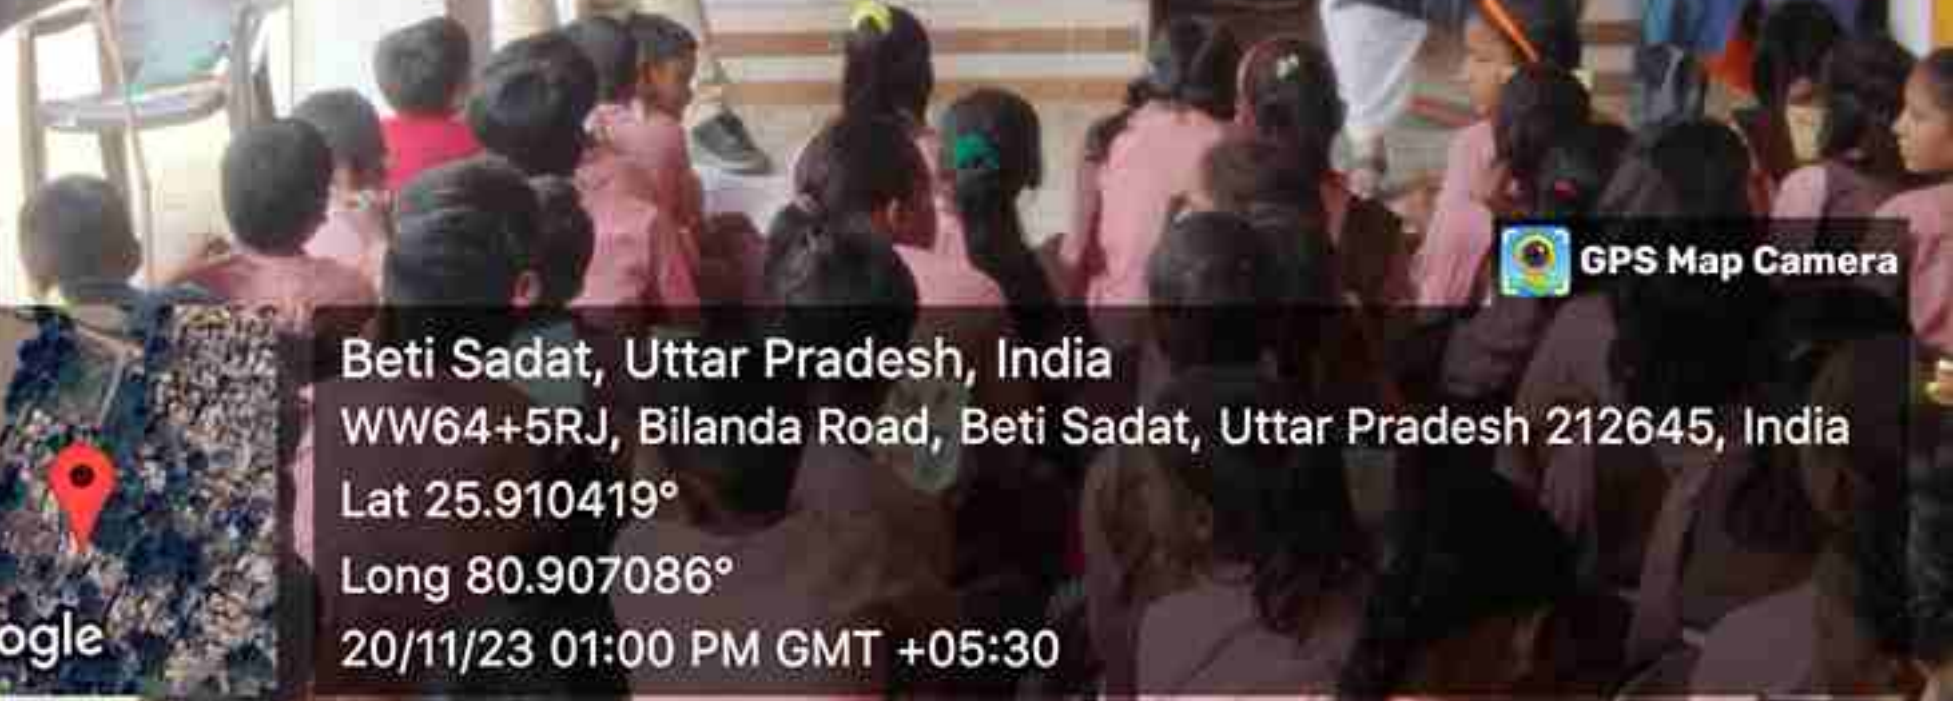 GPS Map Camera
Beti Sadat, Uttar Pradesh, India
WW64+5RJ, Bilanda Road, Beti Sadat, Uttar Pradesh 212645, India
Lat 25.910419°
Long 80.907086°
20/11/23 01:00 PM GMT +05:30
ogle